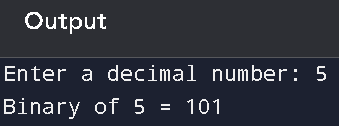 Output
Enter a decimal number: 5
Binary of 5 = 101